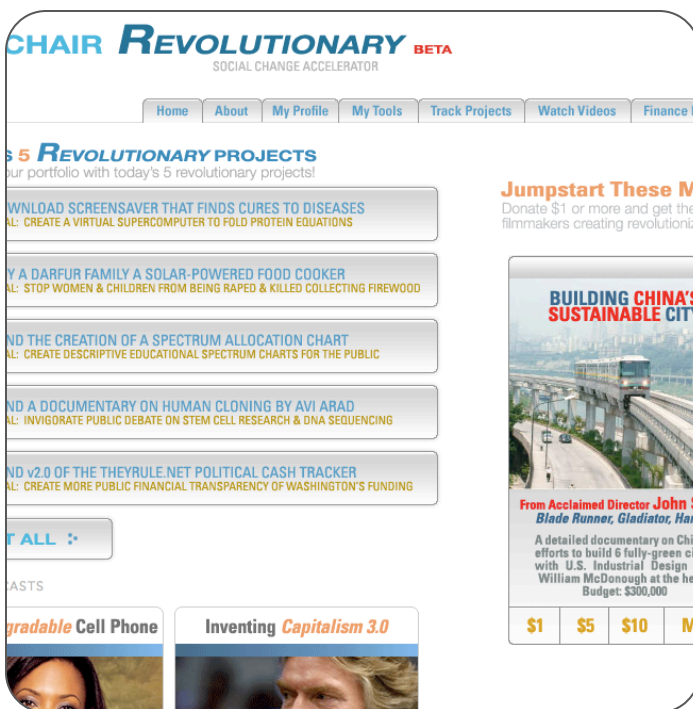 CHAIR REVOLUTIONARY BETA
SOCIAL CHANGE ACCELERATOR
Home About My Profile My Tools Track Projects Watch Videos Finance
S 5 REVOLUTIONARY PROJECTS
our portfolio with today's 5 revolutionary projects!
WNLOAD SCREENSAVER THAT FINDS CURES TO DISEASES
AL: CREATE A VIRTUAL SUPERCOMPUTER TO FOLD PROTEIN EQUATIONS
Y A DARFUR FAMILY A SOLAR-POWERED FOOD COOKER
AL: STOP WOMEN & CHILDREN FROM BEING RAPED & KILLED COLLECTING FIREWOOD
ND THE CREATION OF A SPECTRUM ALLOCATION CHART
AL: CREATE DESCRIPTIVE EDUCATIONAL SPECTRUM CHARTS FOR THE PUBLIC
ND A DOCUMENTARY ON HUMAN CLONING BY AVI ARAD
AL: INVIGORATE PUBLIC DEBATE ON STEM CELL RESEARCH & DNA SEQUENCING
ND v2.0 OF THE THEYRULE.NET POLITICAL CASH TRACKER
AL: CREATE MORE PUBLIC FINANCIAL TRANSPARENCY OF WASHINGTON'S FUNDING
T ALL
CASTS
gradable Cell Phone
Inventing Capitalism 3.0
Jumpstart These M
Donate $1 or more and get the
filmmakers creating revolutioniz
BUILDING CHINA'S
SUSTAINABLE CITY
From Acclaimed Director John S
Blade Runner, Gladiator, Han
A detailed documentary on Chi
efforts to build 6 fully-green ci
with U.S. Industrial Design
William McDonough at the he
Budget: $300,000
$1 $5 $10 M